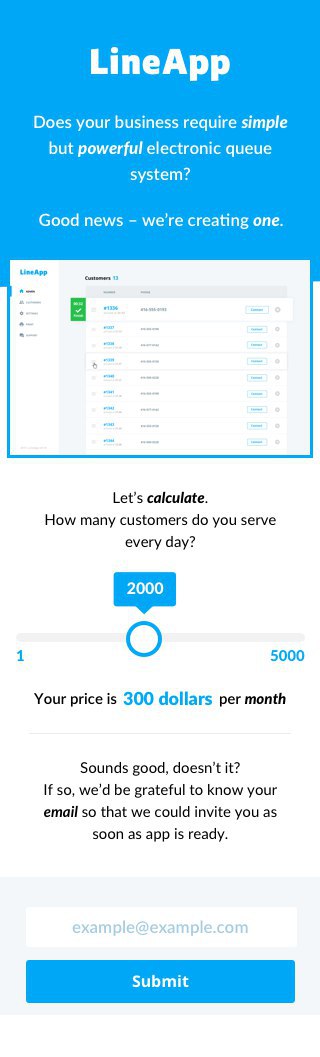 LineApp
Does your business require simple
but powerful electronic queue
system?
Good news – we're creating one.
LineApp
Customers 13
#1336
Let's calculate.
How many customers do you serve
every day?
2000
1
5000
Your price is 300 dollars per month
Sounds good, doesn't it?
If so, we'd be grateful to know your
email so that we could invite you as
soon as app is ready.
example@email.com
Submit